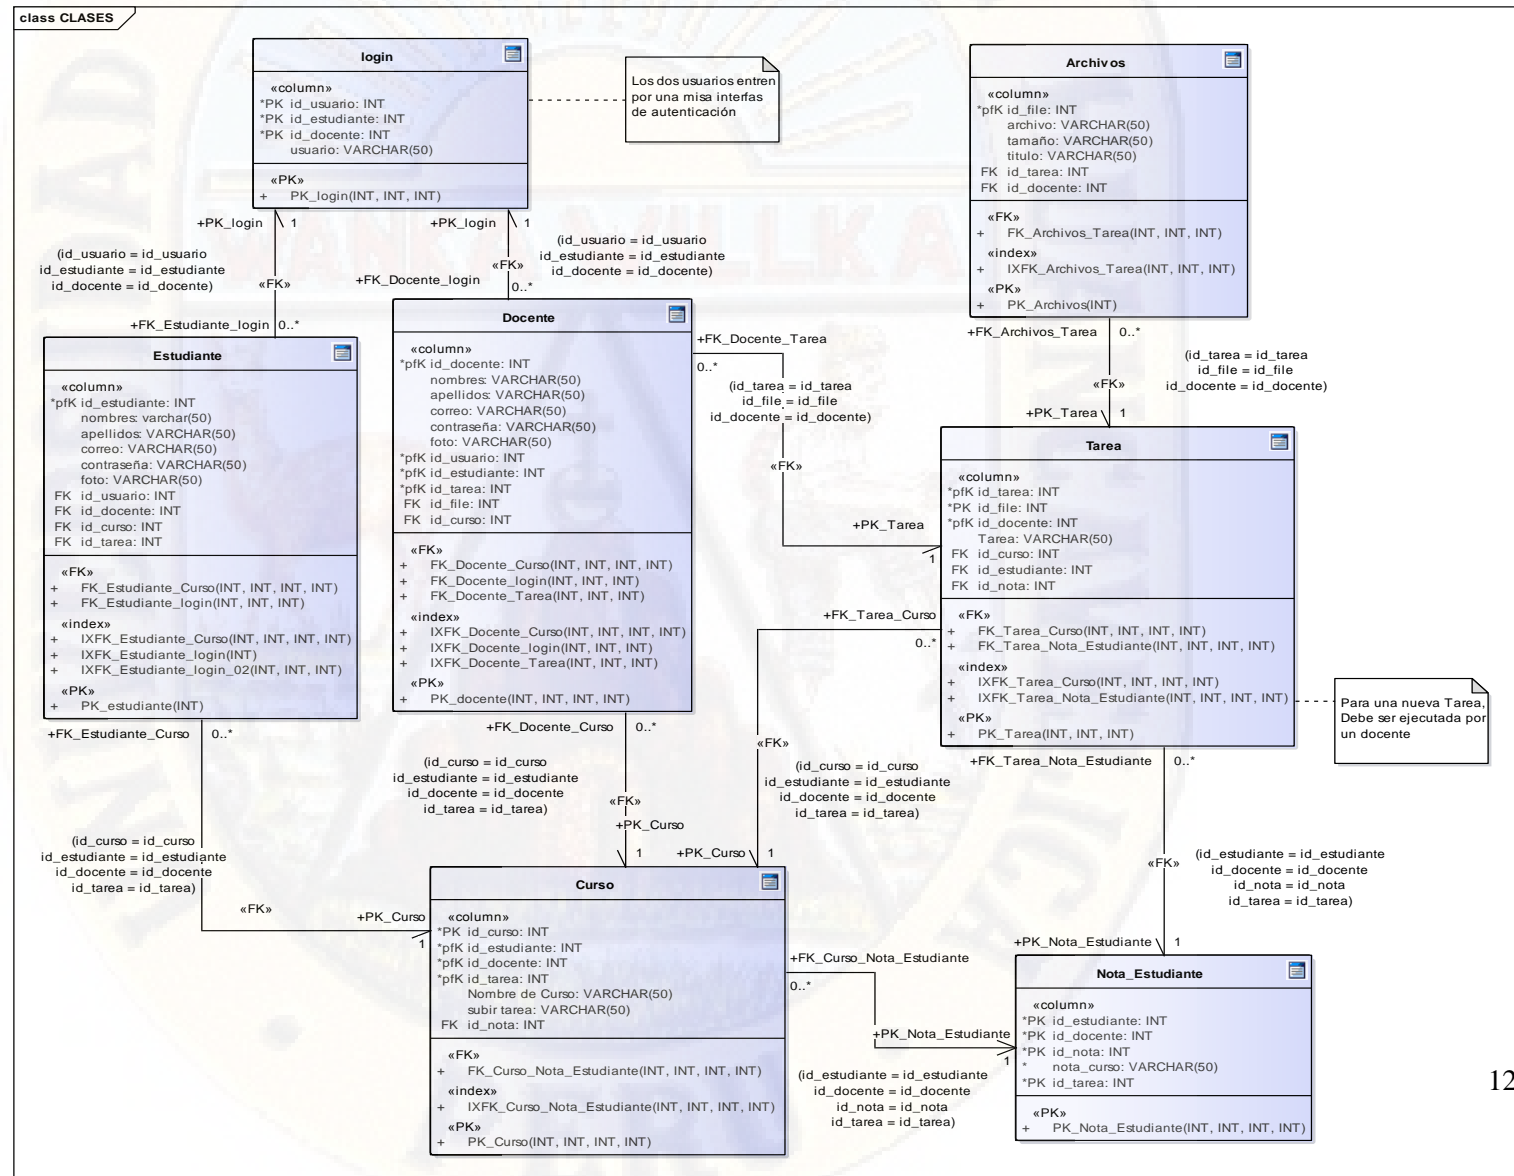 class CLASES
login
«column»
*PK id_usuario: INT
*PK id_estudiante: INT
*PK id_docente: INT
usuario: VARCHAR(50)
«PK»
+ PK_login(INT, INT, INT)
Los dos usuarios entren
por una misa interfas
de autenticación
Archivos
«column»
*pfK id_file: INT
archivo: VARCHAR(50)
tamaño: VARCHAR(50)
titulo: VARCHAR(50)
FK id_tarea: INT
FK id_docente: INT
«FK»
+ FK_Archivos_Tarea(INT, INT, INT)
«index»
+ IXFK_Archivos_Tarea(INT, INT, INT)
«PK»
+ PK_Archivos(INT)
+PK_login 1
(id_usuario = id_usuario
id_estudiante = id_estudiante
id_docente = id_docente)
«FK»
+FK_Estudiante_login 0..*
+PK_login 1
(id_usuario = id_usuario
id_estudiante = id_estudiante
id_docente = id_docente)
«FK»
+FK_Docente_login
0..*
Estudiante
«column»
*pfK id_estudiante: INT
nombres: varchar(50)
apellidos: VARCHAR(50)
correo: VARCHAR(50)
contraseña: VARCHAR(50)
foto: VARCHAR(50)
FK id_usuario: INT
FK id_docente: INT
FK id_curso: INT
FK id_tarea: INT
«FK»
+ FK_Estudiante_Curso(INT, INT, INT, INT)
+ FK_Estudiante_login(INT, INT, INT)
«index»
+ IXFK_Estudiante_Curso(INT, INT, INT, INT)
+ IXFK_Estudiante_login(INT)
+ IXFK_Estudiante_login_02(INT, INT, INT)
«PK»
+ PK_estudiante(INT)
Docente
«column»
*pfK id_docente: INT
nombres: VARCHAR(50)
apellidos: VARCHAR(50)
correo: VARCHAR(50)
contraseña: VARCHAR(50)
foto: VARCHAR(50)
*pfK id_usuario: INT
*pfK id_estudiante: INT
*pfK id_tarea: INT
FK id_file: INT
FK id_curso: INT
«FK»
+ FK_Docente_Curso(INT, INT, INT, INT)
+ FK_Docente_login(INT, INT, INT)
+ FK_Docente_Tarea(INT, INT, INT)
«index»
+ IXFK_Docente_Curso(INT, INT, INT, INT)
+ IXFK_Docente_login(INT, INT, INT)
+ IXFK_Docente_Tarea(INT, INT, INT)
«PK»
+ PK_docente(INT, INT, INT, INT)
+FK_Docente_Tarea
0..*
(id_tarea = id_tarea
id_file = id_file
id_docente = id_docente)
«FK»
+PK_Tarea
1
+FK_Archivos_Tarea 0..*
(id_tarea = id_tarea
id_file = id_file
id_docente = id_docente)
«FK»
+PK_Tarea 1
Tarea
«column»
*pfK id_tarea: INT
*PK id_file: INT
*pfK id_docente: INT
Tarea: VARCHAR(50)
FK id_curso: INT
FK id_estudiante: INT
FK id_nota: INT
«FK»
+ FK_Tarea_Curso(INT, INT, INT, INT)
+ FK_Tarea_Nota_Estudiante(INT, INT, INT, INT)
«index»
+ IXFK_Tarea_Curso(INT, INT, INT, INT)
+ IXFK_Tarea_Nota_Estudiante(INT, INT, INT, INT)
«PK»
+ PK_Tarea(INT, INT, INT)
Para una nueva Tarea,
Debe ser ejecutada por
un docente
+FK_Tarea_Curso
0..*
«FK»
(id_curso = id_curso
id_estudiante = id_estudiante
id_docente = id_docente
id_tarea = id_tarea)
+PK_Curso 1
+FK_Estudiante_Curso 0..*
(id_curso = id_curso
id_estudiante = id_estudiante
id_docente = id_docente
id_tarea = id_tarea)
«FK»
+PK_Curso
1
+FK_Docente_Curso 0..*
(id_curso = id_curso
id_estudiante = id_estudiante
id_docente = id_docente
id_tarea = id_tarea)
«FK»
+PK_Curso
1
+FK_Tarea_Nota_Estudiante 0..*
«FK»
(id_estudiante = id_estudiante
id_docente = id_docente
id_nota = id_nota
id_tarea = id_tarea)
+PK_Nota_Estudiante 1
Curso
«column»
*PK id_curso: INT
*pfK id_estudiante: INT
*pfK id_docente: INT
*pfK id_tarea: INT
Nombre de Curso: VARCHAR(50)
subir tarea: VARCHAR(50)
FK id_nota: INT
«FK»
+ FK_Curso_Nota_Estudiante(INT, INT, INT, INT)
«index»
+ IXFK_Curso_Nota_Estudiante(INT, INT, INT, INT)
«PK»
+ PK_Curso(INT, INT, INT, INT)
+FK_Curso_Nota_Estudiante
0..*
+PK_Nota_Estudiante
1
(id_estudiante = id_estudiante
id_docente = id_docente
id_nota = id_nota
id_tarea = id_tarea)
Nota_Estudiante
«column»
*PK id_estudiante: INT
*PK id_docente: INT
*PK id_nota: INT
* nota_curso: VARCHAR(50)
*PK id_tarea: INT
«PK»
+ PK_Nota_Estudiante(INT, INT, INT, INT)
12